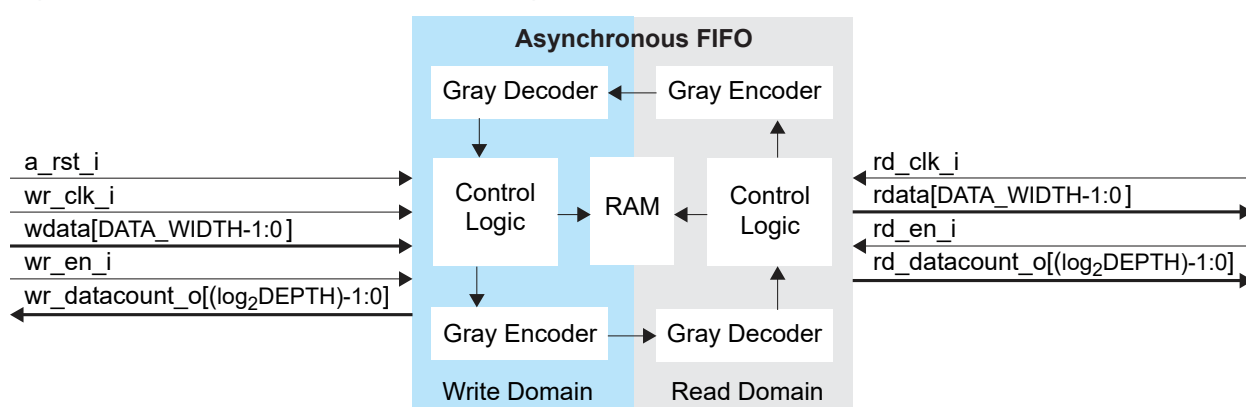 Asynchronous FIFO
Gray Decoder
Gray Encoder
a_rst_i
wr_clk_i
wdata[DATA_WIDTH-1:0]
wr_en_i
wr_datacount_o[(log₂DEPTH)-1:0]
Control
Logic
RAM
Control
Logic
rd_clk_i
rdata[DATA_WIDTH-1:0]
rd_en_i
rd_datacount_o[(log₂DEPTH)-1:0]
Gray Encoder
Gray Decoder
Write Domain
Read Domain